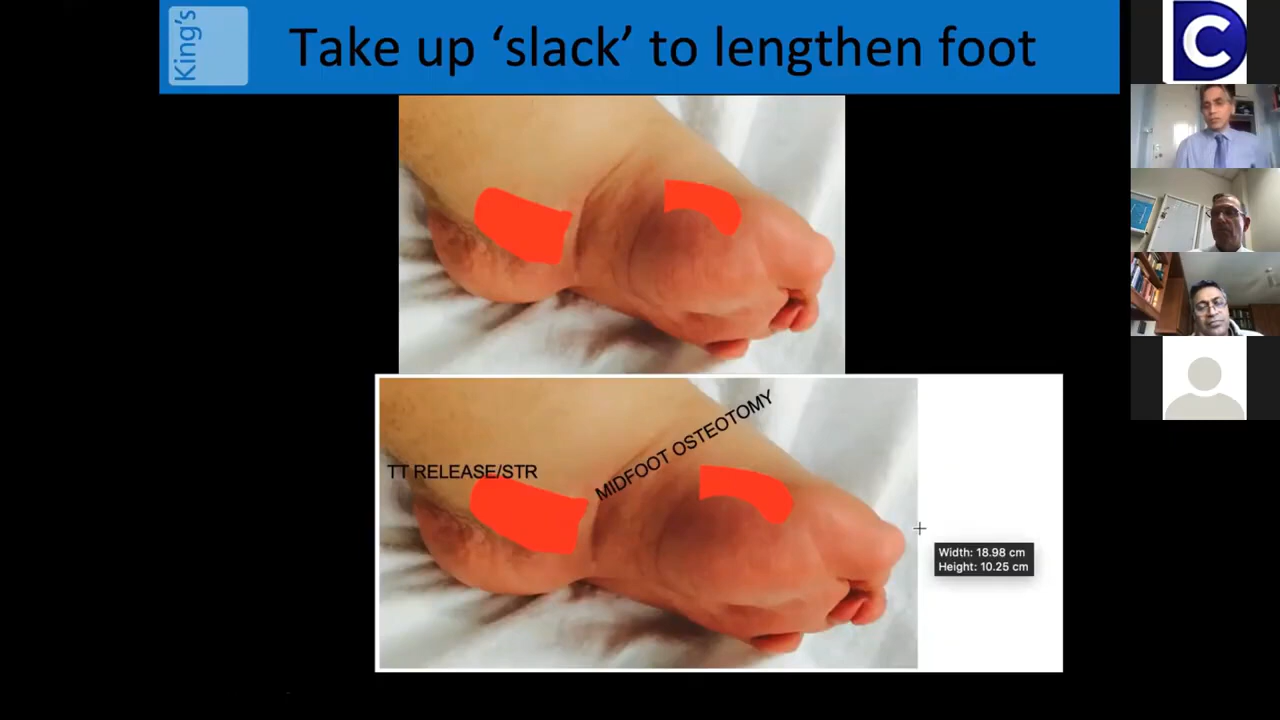 King's
Take up ‘slack’ to lengthen foot
C
TT RELEASE/STR
MIDFOOT OSTEOTOMY
Width: 18.98 cm
Height: 10.25 cm